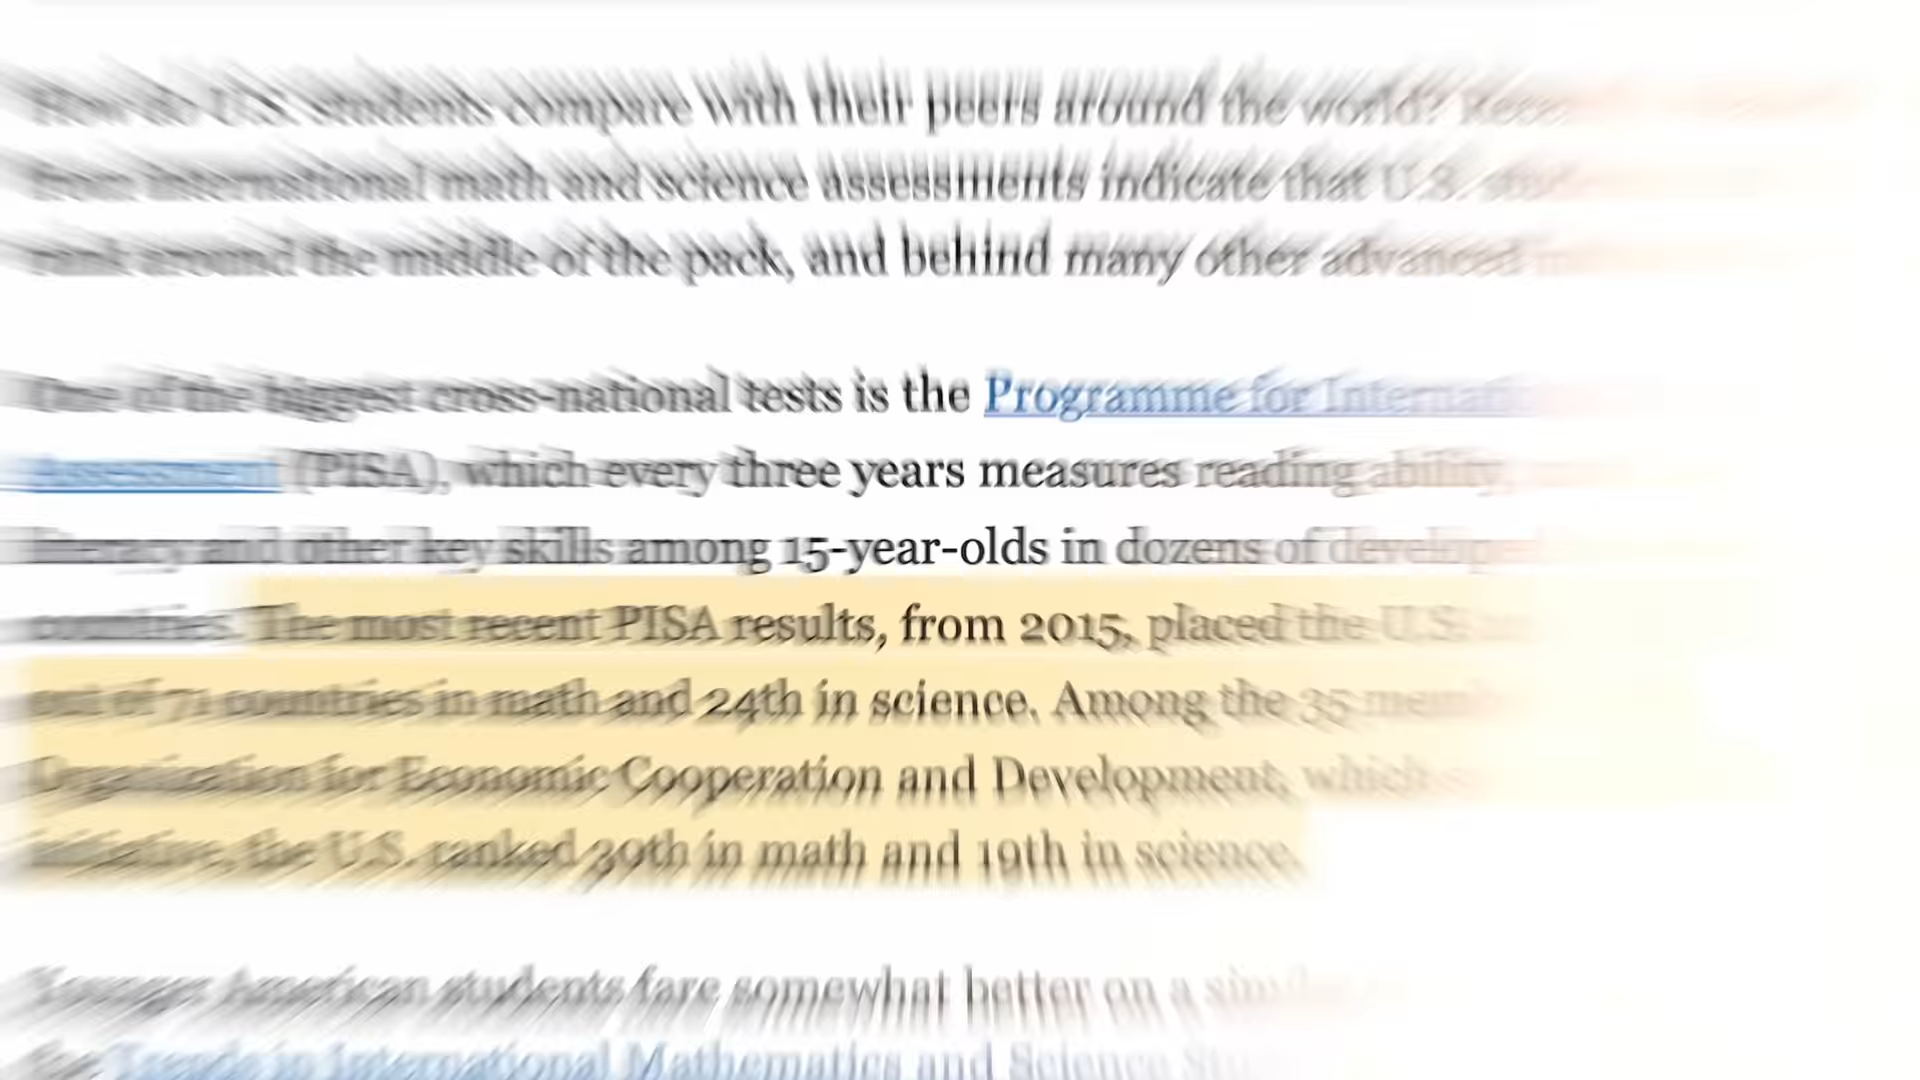 How do U.S. students compare with their peers around the world?
from international math and science assessments indicate that U.S.
rank around the middle of the pack, and behind many other advanced
One of the biggest cross-national tests is the Programme for
Assessment (PISA), which every three years measures reading ability,
literacy and other key skills among 15-year-olds in dozens of
countries. The most recent PISA results, from 2015, placed the U.S.
out of 71 countries in math and 24th in science. Among the 35
Organization for Economic Cooperation and Development, which
initiative, the U.S. ranked 30th in math and 19th in science.
Younger American students fare somewhat better on a
the Trends in International Mathematics and Science